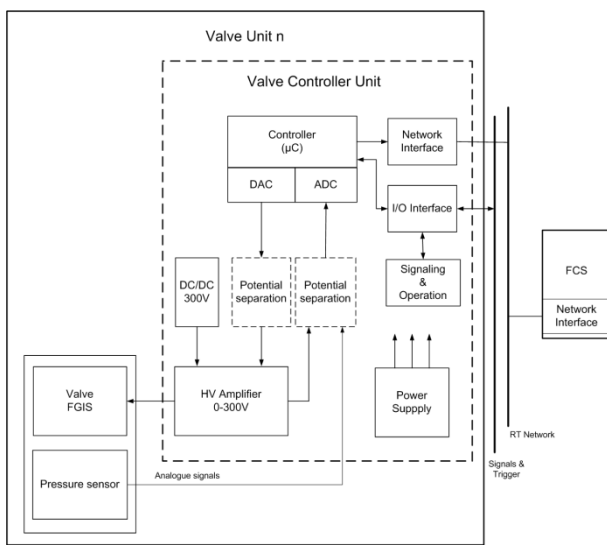 Valve Unit n
Valve Controller Unit
Controller
(µC)
DAC
ADC
Network
Interface
I/O Interface
Signaling
&
Operation
DC/DC
300V
Potential
separation
Potential
separation
FCS
Network
Interface
Valve
FGIS
HV Amplifier
0-300V
Power
Suppply
RT Network
Pressure sensor
Analogue signals
Signals &
Trigger